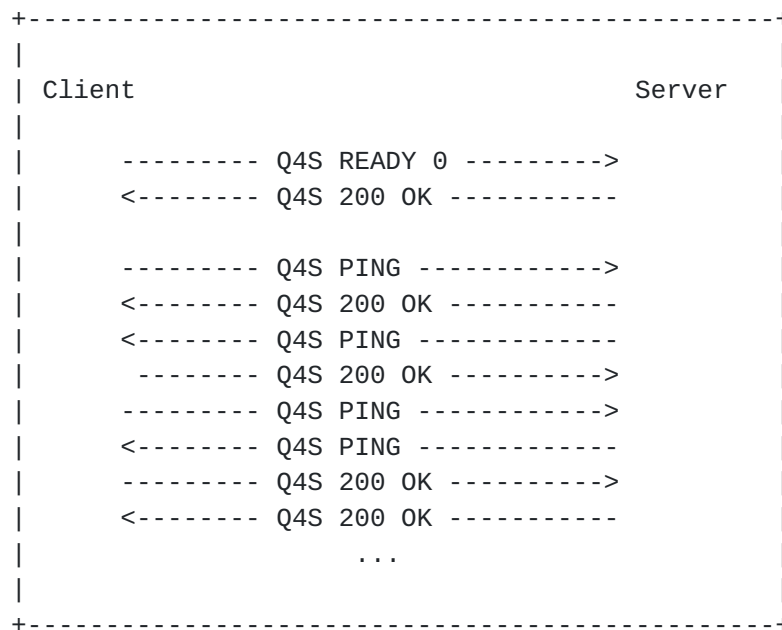 +------------------------------------------------+
|                                                |
| Client                                Server   |
|                                                |
|      --------- Q4S READY 0 --------->          |
|      <-------- Q4S 200 OK -----------          |
|                                                |
|      --------- Q4S PING ------------>          |
|      <-------- Q4S 200 OK -----------          |
|      <-------- Q4S PING -------------          |
|       -------- Q4S 200 OK ---------->          |
|      --------- Q4S PING ------------>          |
|      <-------- Q4S PING -------------          |
|      --------- Q4S 200 OK ---------->          |
|      <-------- Q4S 200 OK -----------          |
|                     ...                        |
|                                                |
+------------------------------------------------+